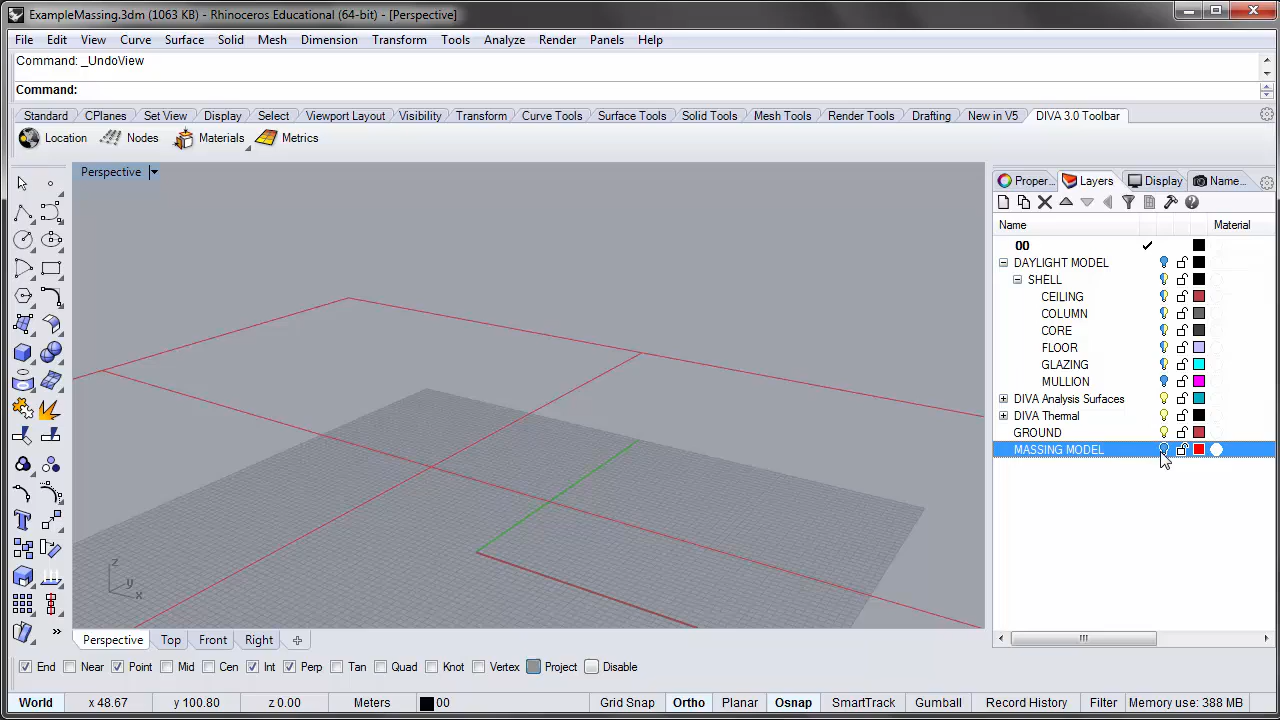 ExampleMassing.3dm (1063 KB) - Rhinoceros Educational (64-bit) - [Perspective]
File Edit View Curve Surface Solid Mesh Dimension Transform Tools Analyze Render Panels Help
Command: _UndoView
Command:
Standard CPlanes Set View Display Select Viewport Layout Visibility Transform Curve Tools Surface Tools Solid Tools Mesh Tools Render Tools Drafting New in V5 DIVA 3.0 Toolbar
Location Nodes Materials Metrics
Perspective
Proper... Layers Display Name...
Name Material
00
DAYLIGHT MODEL
SHELL
CEILING
COLUMN
CORE
FLOOR
GLAZING
MULLION
DIVA Analysis Surfaces
DIVA Thermal
GROUND
MASSING MODEL
z
y
x
Perspective Top Front Right
End Near Point Mid Cen Int Perp Tan Quad Knot Vertex Project Disable
World x 48.67 y 100.80 z 0.00 Meters 00 Grid Snap Ortho Planar Osnap SmartTrack Gumball Record History Filter Memory use: 388 MB